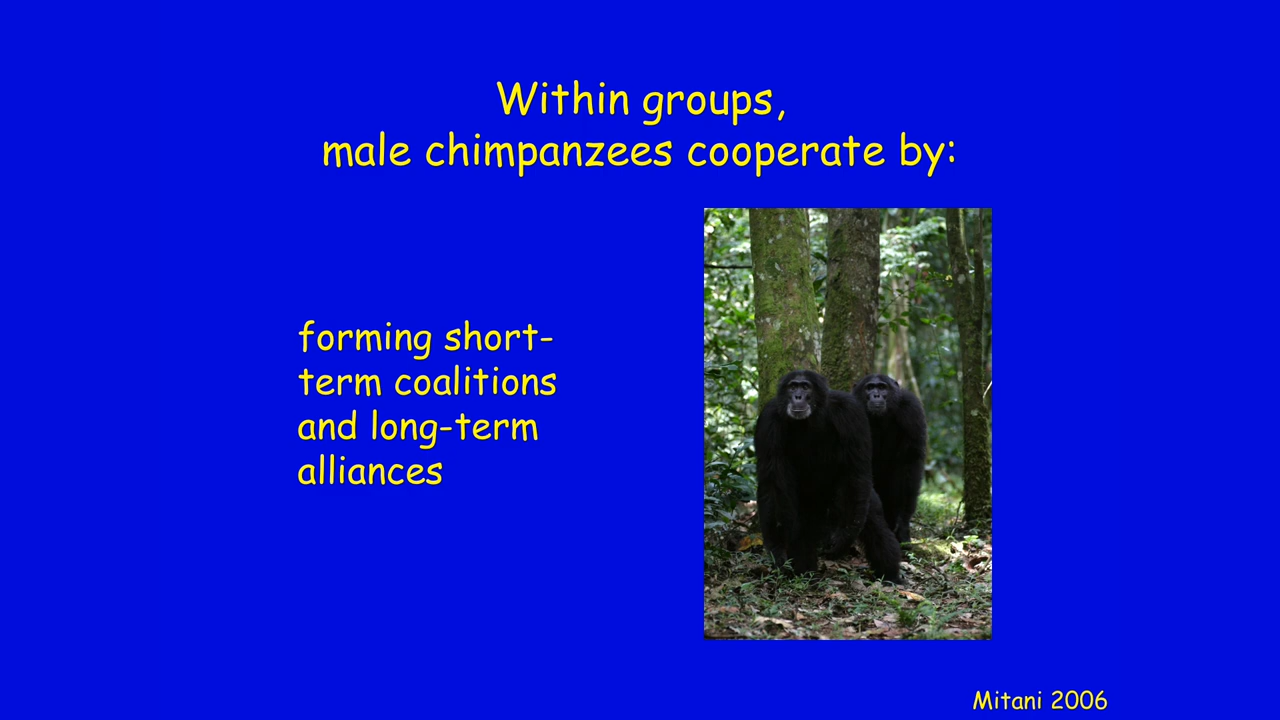 Within groups,
male chimpanzees cooperate by:
forming short-
term coalitions
and long-term
alliances
Mitani 2006